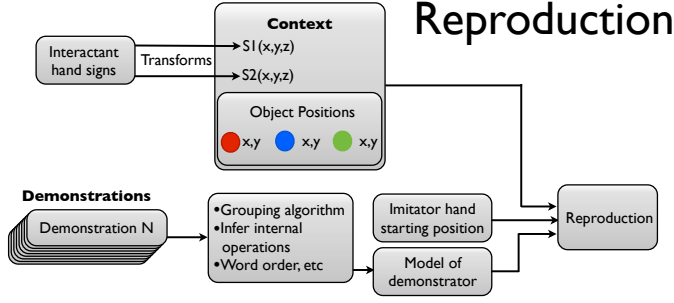 Reproduction
Context
Interactant
hand signs
Transforms
S1(x,y,z)
S2(x,y,z)
Object Positions
x,y x,y x,y
Demonstrations
Demonstration N
•Grouping algorithm
•Infer internal
operations
•Word order, etc
Imitator hand
starting position
Model of
demonstrator
Reproduction